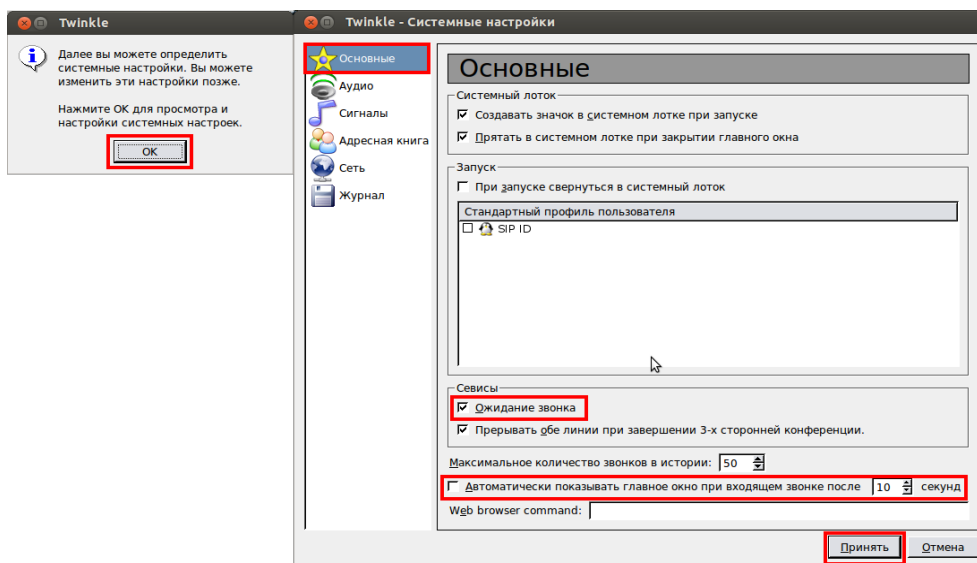 Twinkle
Далее вы можете определить
системные настройки. Вы можете
изменить эти настройки позже.
Нажмите OK для просмотра и
настройки системных настроек.
OK
Twinkle - Системные настройки
Основные
Аудио
Сигналы
Адресная книга
Сеть
Журнал
Основные
Системный лоток
Создавать значок в системном лотке при запуске
Прятать в системном лотке при закрытии главного окна
Запуск
При запуске свернуться в системный лоток
Стандартный профиль пользователя
SIP ID
Севисы
Ожидание звонка
Прерывать обе линии при завершении 3-х сторонней конференции.
Максимальное количество звонков в истории: 50
Автоматически показывать главное окно при входящем звонке после 10 секунд
Web browser command:
Принять Отмена